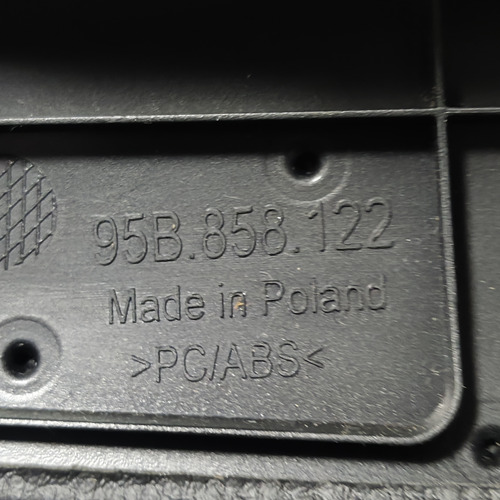 95B.858.122
Made in Poland
>PC/ABS<